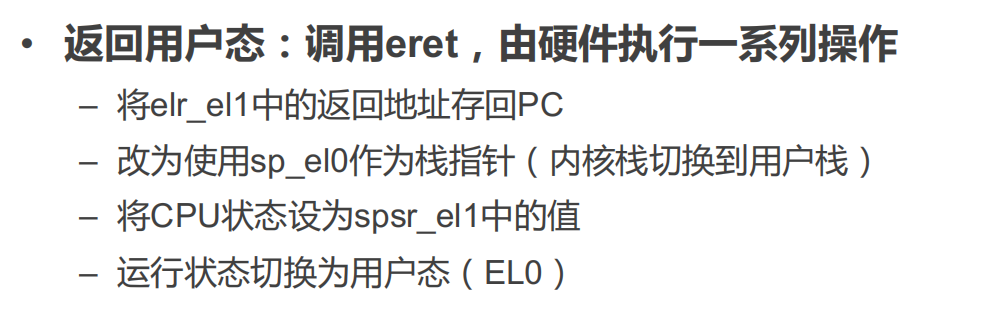 • 返回用户态：调用eret，由硬件执行一系列操作
– 将elr_el1中的返回地址存回PC
– 改为使用sp_el0作为栈指针（内核栈切换到用户栈）
– 将CPU状态设为spsr_el1中的值
– 运行状态切换为用户态（EL0）